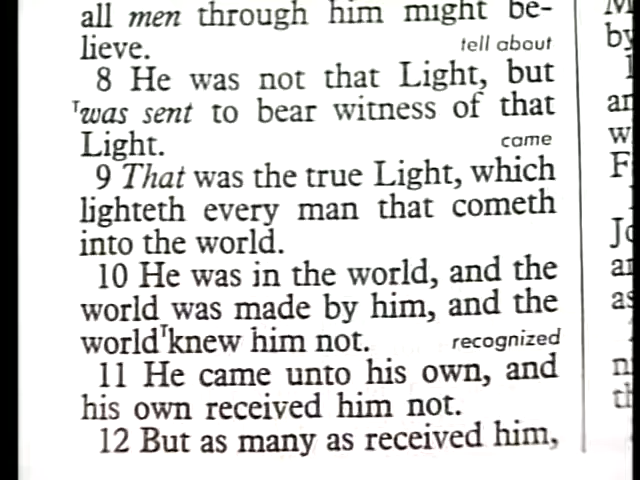 all men through him might be-
lieve. tell about
8 He was not that Light, but
ᵀwas sent to bear witness of that
Light. came
9 That was the true Light, which
lighteth every man that cometh
into the world.
10 He was in the world, and the
world was made by him, and the
worldᵀknew him not. recognized
11 He came unto his own, and
his own received him not.
12 But as many as received him,